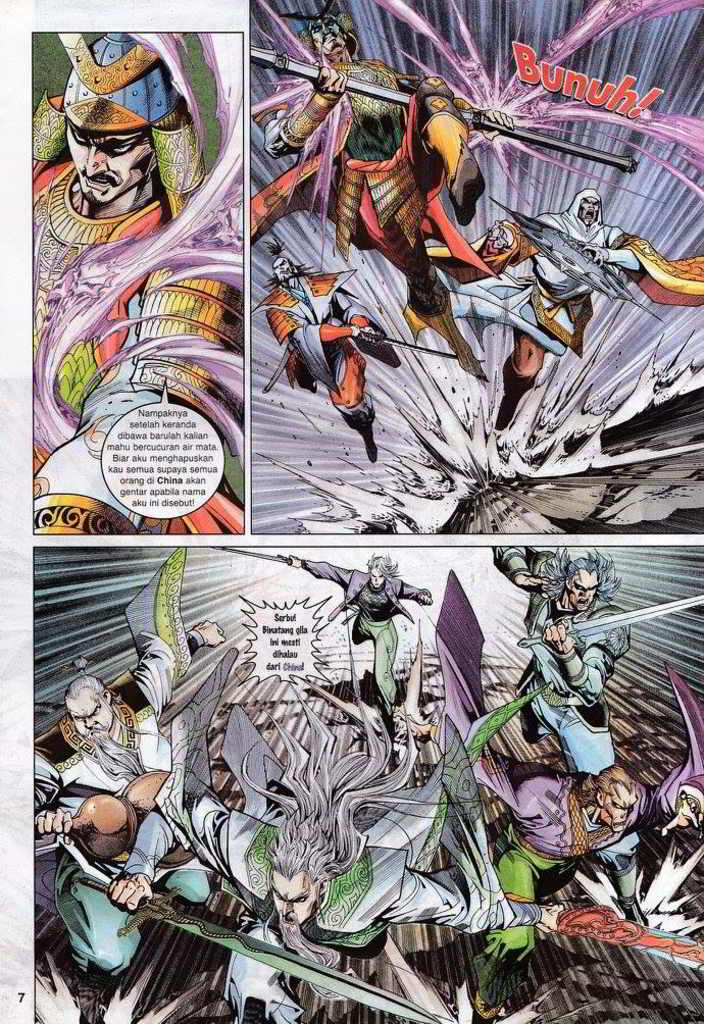 Bunuh!
Nampaknya
setelah keranda
dibawa barulah kalian
mahu bercucuran air mata.
Biar aku menghapuskan
kau semua supaya semua
orang di China akan
gentar apabila nama
aku ini disebut!
Serbu!
Binatang gila
ini mesti
dihalau
dari China!
7